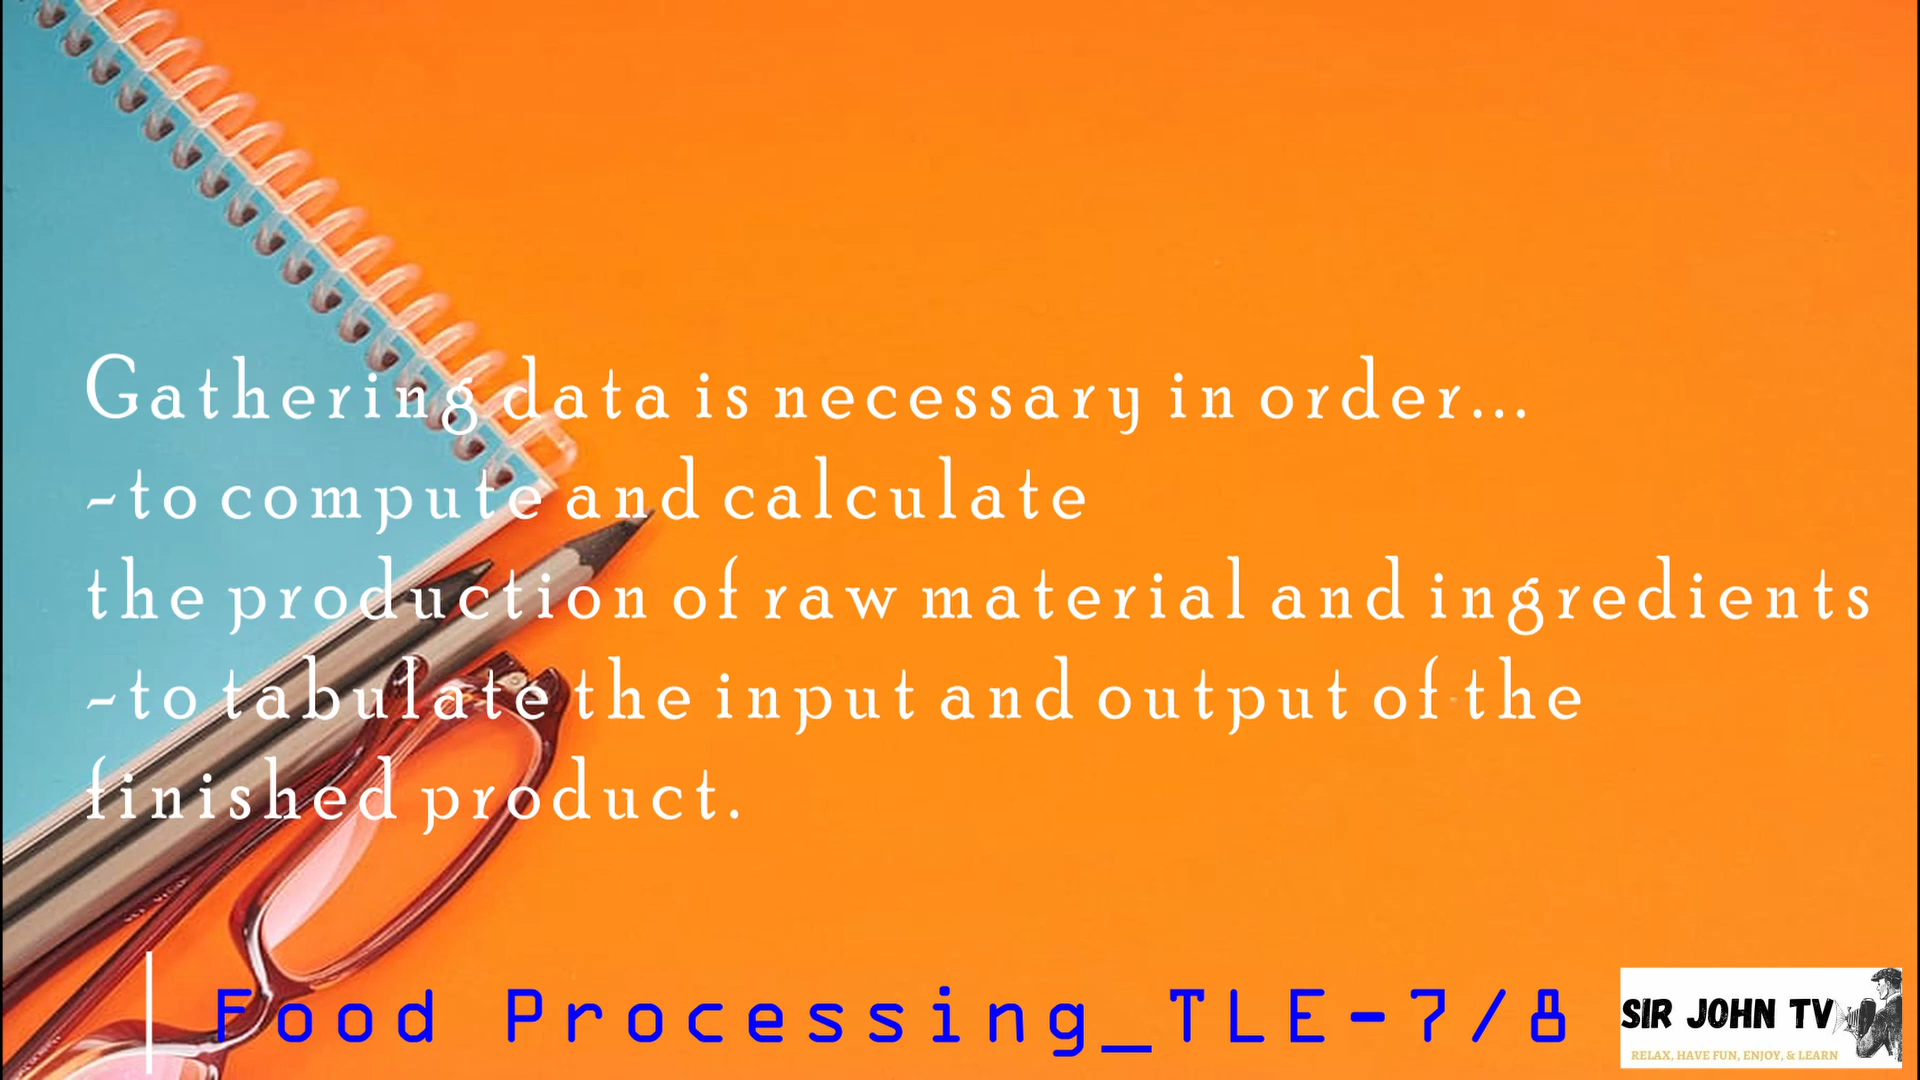 Gathering data is necessary in order...
~to compute and calculate
the production of raw material and ingredients
~to tabulate the input and output of the
finished product.
Food Processing_TLE-7/8
SIR JOHN TV
RELAX, HAVE FUN, ENJOY, & LEARN